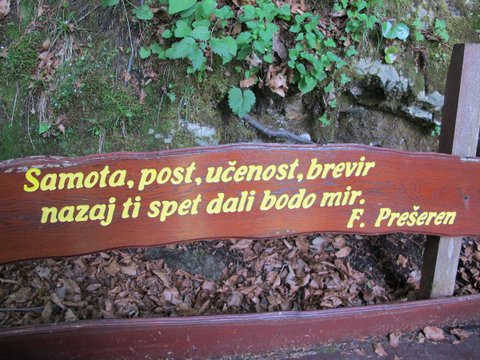 Samota, post, učenost, brevir
nazaj ti spet dali bodo mir.
F. Prešeren